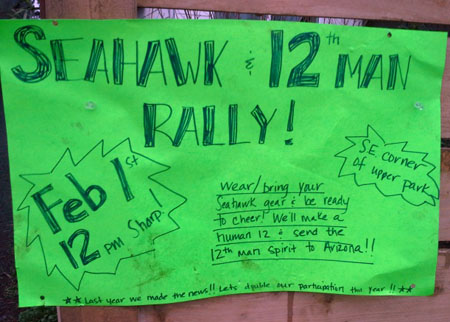 SEAHAWK & 12th MAN
RALLY!
Feb 1st
12 PM Sharp!
S.E. corner
of upper park
Wear/bring your
Seahawk gear & be ready
to cheer! We'll make a
human 12 & send the
12th man spirit to Arizona!!
★★ Last year we made the news!! Lets double our participation this year!! ★★